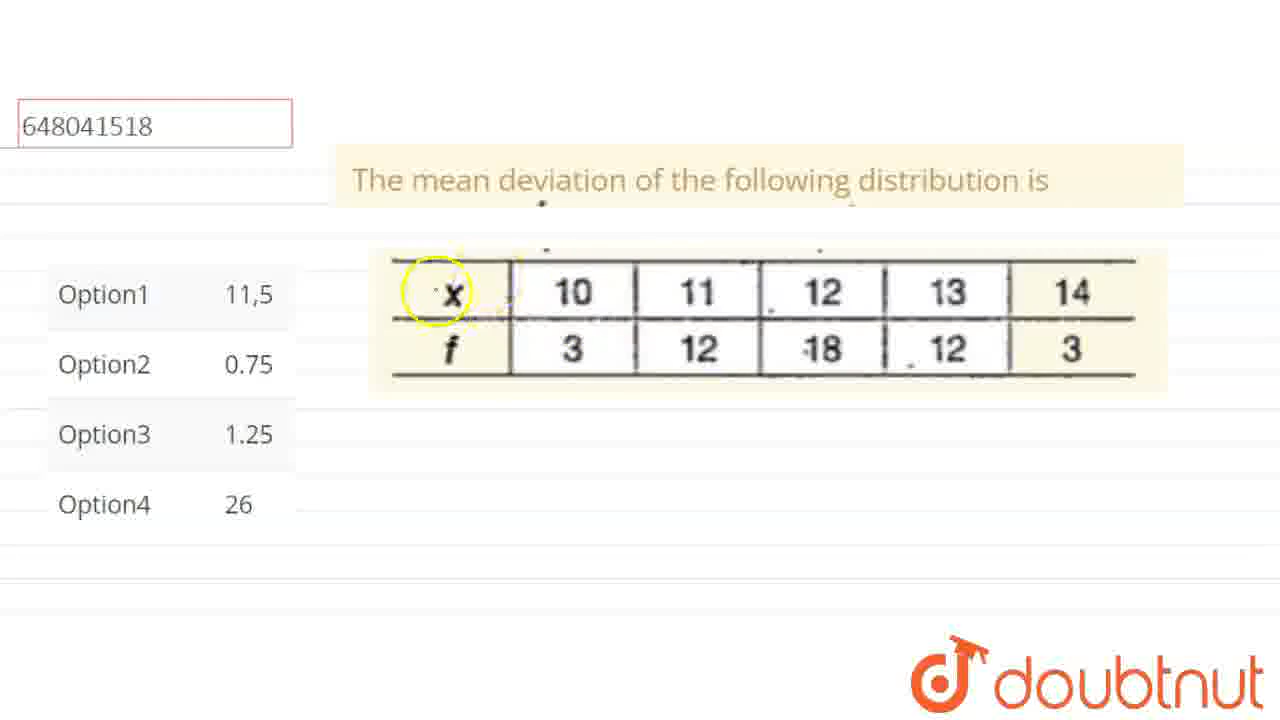 648041518
The mean deviation of the following distribution is
x 10 11 12 13 14
f 3 12 18 12 3
Option1 11,5
Option2 0.75
Option3 1.25
Option4 26
doubtnut